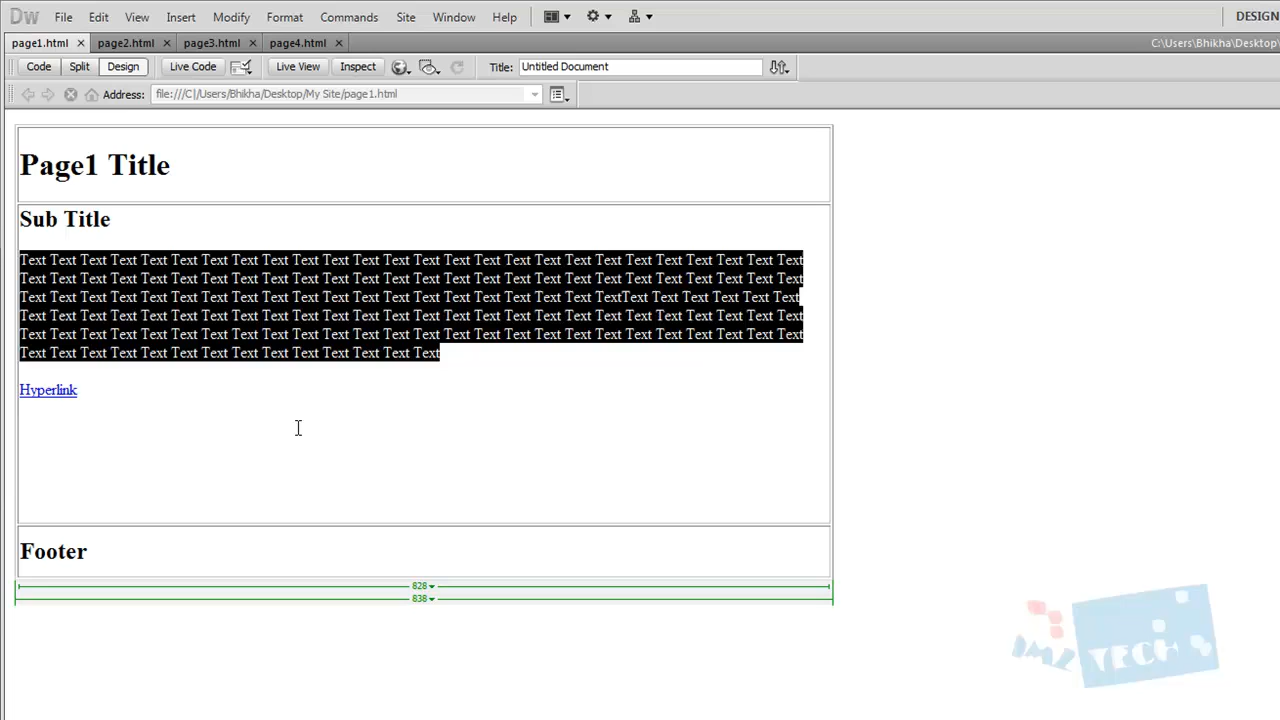 Dw File Edit View Insert Modify Format Commands Site Window Help DESIGN
page1.html page2.html page3.html page4.html C:\Users\Bhikha\Desktop\
Code Split Design Live Code Live View Inspect Title: Untitled Document
Address: file:///C|/Users/Bhikha/Desktop/My Site/page1.html
Page1 Title
Sub Title
Text Text Text Text Text Text Text Text Text Text Text Text Text Text Text Text Text Text Text Text Text Text Text Text Text Text
Text Text Text Text Text Text Text Text Text Text Text Text Text Text Text Text Text Text Text Text Text Text Text Text Text Text
Text Text Text Text Text Text Text Text Text Text Text Text Text Text Text Text Text Text Text TextText Text Text Text Text Text
Text Text Text Text Text Text Text Text Text Text Text Text Text Text Text Text Text Text Text Text Text Text Text Text Text Text
Text Text Text Text Text Text Text Text Text Text Text Text Text Text Text Text Text Text Text Text Text Text Text Text Text Text
Text Text Text Text Text Text Text Text Text Text Text Text Text Text
Hyperlink
Footer
828
838
JMZ TECH